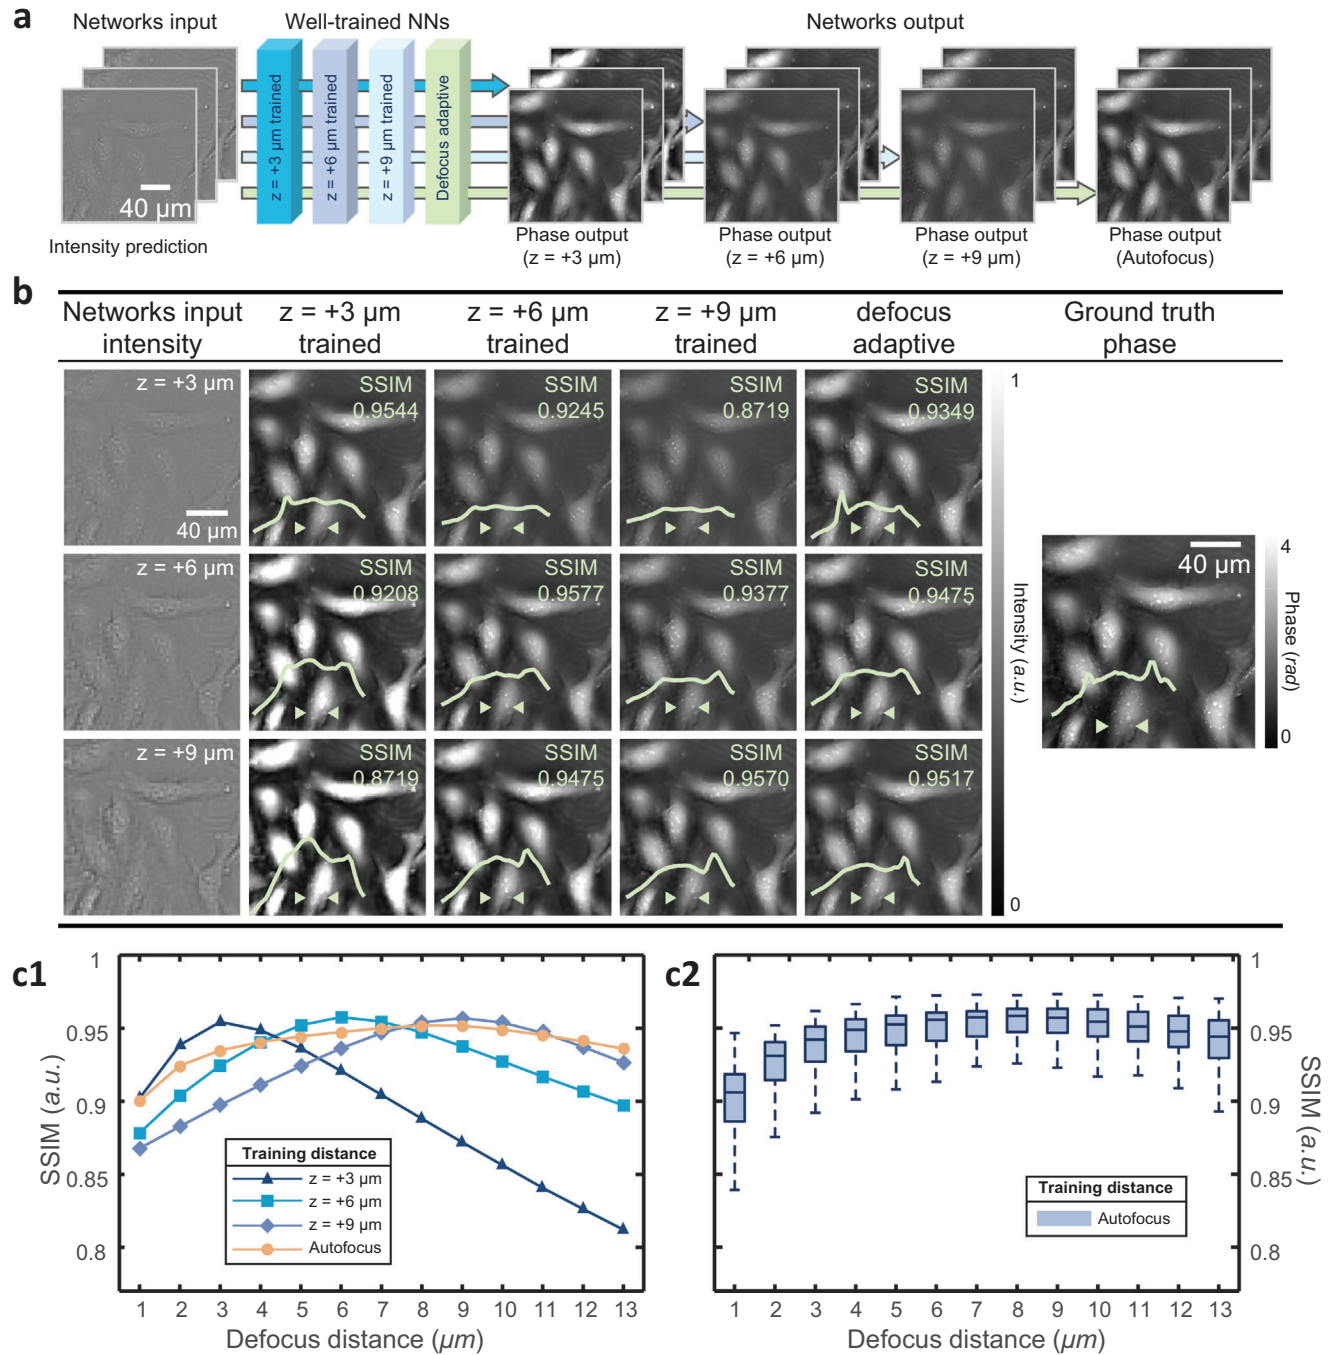 a
Networks input
Well-trained NNs
Networks output
z = +3 µm trained
z = +6 µm trained
z = +9 µm trained
Defocus adaptive
40 µm
Intensity prediction
Phase output
(z = +3 µm)
Phase output
(z = +6 µm)
Phase output
(z = +9 µm)
Phase output
(Autofocus)
b
Networks input
intensity
z = +3 µm
trained
z = +6 µm
trained
z = +9 µm
trained
defocus
adaptive
Ground truth
phase
z = +3 µm
40 µm
SSIM
0.9544
SSIM
0.9245
SSIM
0.8719
SSIM
0.9349
z = +6 µm
SSIM
0.9208
SSIM
0.9577
SSIM
0.9377
SSIM
0.9475
z = +9 µm
SSIM
0.8719
SSIM
0.9475
SSIM
0.9570
SSIM
0.9517
1
Intensity (a.u.)
0
40 µm
4
Phase (rad)
0
c1
1
0.95
0.9
0.85
0.8
SSIM (a.u.)
Training distance
z = +3 µm
z = +6 µm
z = +9 µm
Autofocus
1 2 3 4 5 6 7 8 9 10 11 12 13
Defocus distance (µm)
c2
1
0.95
0.9
0.85
0.8
SSIM (a.u.)
Training distance
Autofocus
1 2 3 4 5 6 7 8 9 10 11 12 13
Defocus distance (µm)